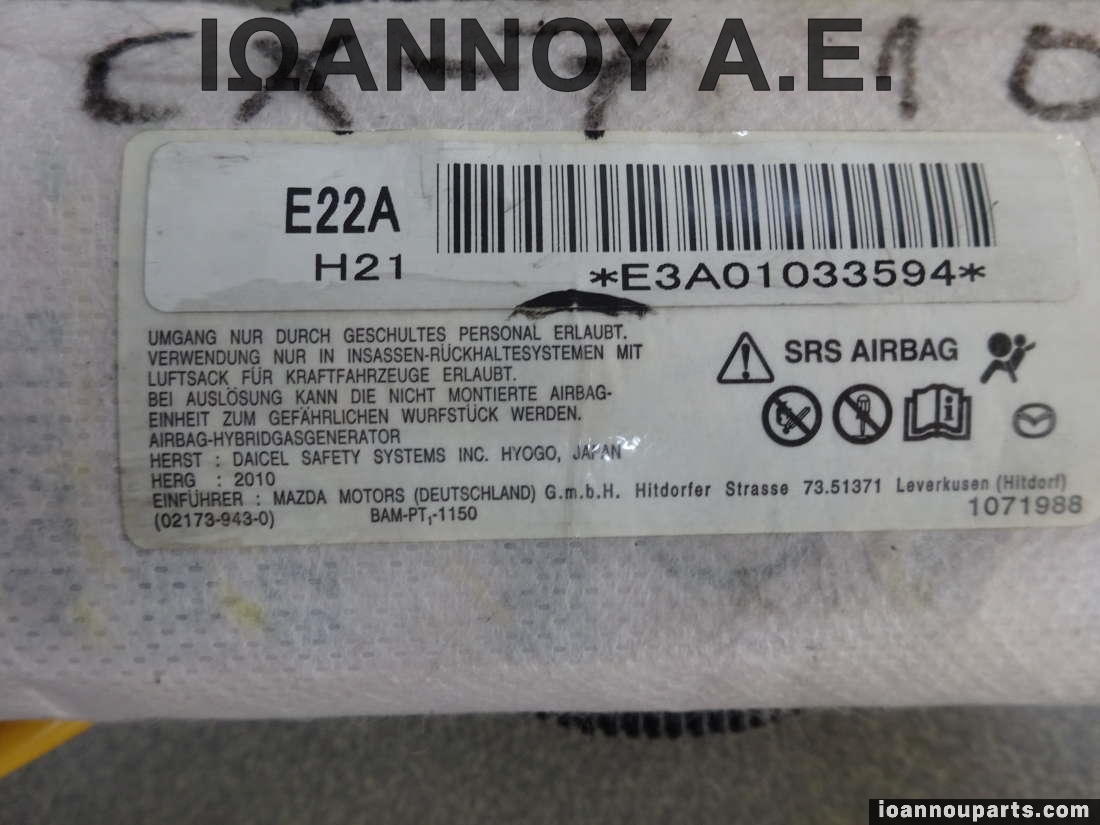 ΙΩΑΝΝΟΥ Α.Ε.
CX-7 10
E22A
H21
*E3A01033594*
UMGANG NUR DURCH GESCHULTES PERSONAL ERLAUBT.
VERWENDUNG NUR IN INSASSEN-RÜCKHALTESYSTEMEN MIT
LUFTSACK FÜR KRAFTFAHRZEUGE ERLAUBT.
BEI AUSLÖSUNG KANN DIE NICHT MONTIERTE AIRBAG-
EINHEIT ZUM GEFÄHRLICHEN WURFSTÜCK WERDEN.
AIRBAG-HYBRIDGASGENERATOR
HERST : DAICEL SAFETY SYSTEMS INC. HYOGO, JAPAN
HERG : 2010
EINFÜHRER : MAZDA MOTORS (DEUTSCHLAND) G.m.b.H. Hitdorfer Strasse 73.51371 Leverkusen (Hitdorf)
(02173-943-0) BAM-PT₁-1150
1071988
SRS AIRBAG
ioannouparts.com